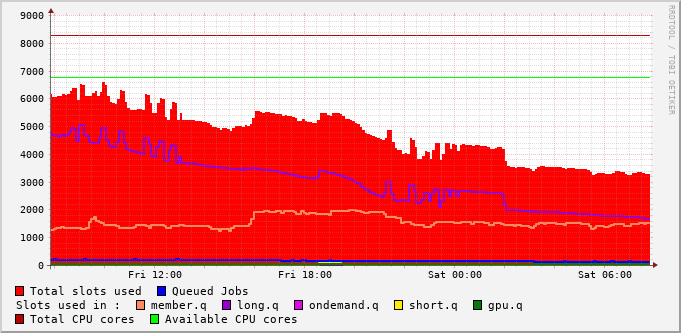 9000
8000
7000
6000
5000
4000
3000
2000
1000
0
Fri 12:00 Fri 18:00 Sat 00:00 Sat 06:00
RRDTOOL / TOBI OETIKER
Total slots used Queued Jobs
Slots used in : member.q long.q ondemand.q short.q gpu.q
Total CPU cores Available CPU cores